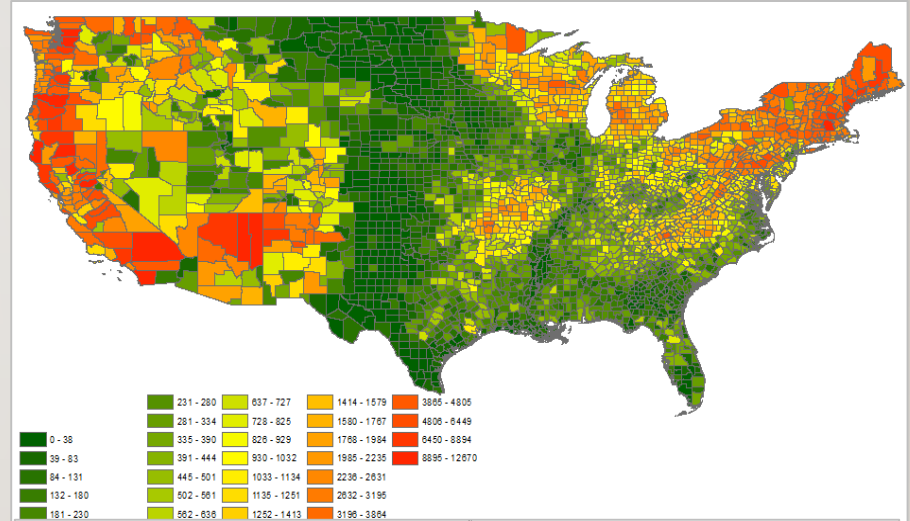 231 - 280
637 - 727
1414 - 1579
3865 - 4805
281 - 334
728 - 825
1580 - 1767
4806 - 6449
0 - 38
335 - 390
826 - 929
1768 - 1984
6450 - 8894
39 - 83
391 - 444
930 - 1032
1985 - 2235
8895 - 12670
84 - 131
445 - 501
1033 - 1134
2236 - 2631
132 - 180
502 - 561
1135 - 1251
2632 - 3195
181 - 230
562 - 636
1252 - 1413
3196 - 3864